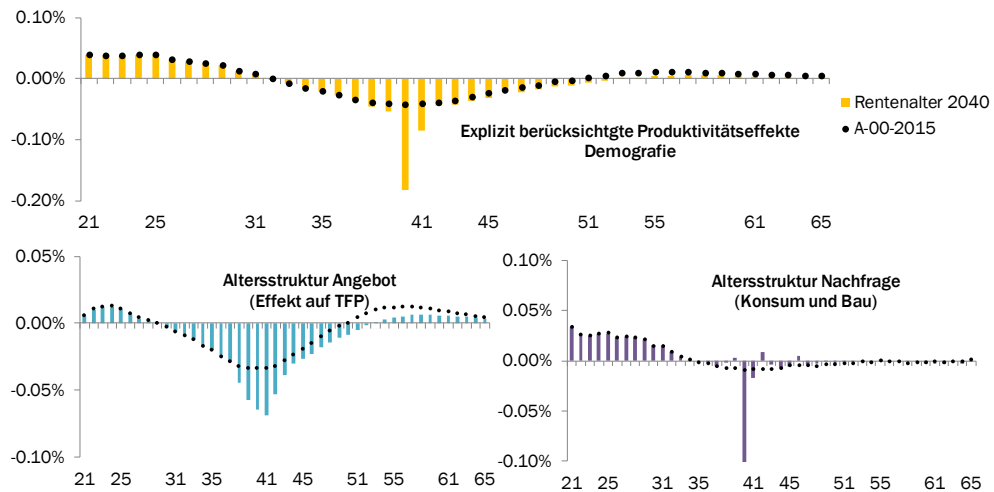 0.10%
0.00%
-0.10%
-0.20%
Explizit berücksichtgte Produktivitätseffekte
Demografie
Rentenalter 2040
A-00-2015
21 25 31 35 41 45 51 55 61 65
0.05%
0.00%
-0.05%
-0.10%
Altersstruktur Angebot
(Effekt auf TFP)
21 25 31 35 41 45 51 55 61 65
0.10%
0.05%
0.00%
-0.05%
-0.10%
Altersstruktur Nachfrage
(Konsum und Bau)
21 25 31 35 41 45 51 55 61 65